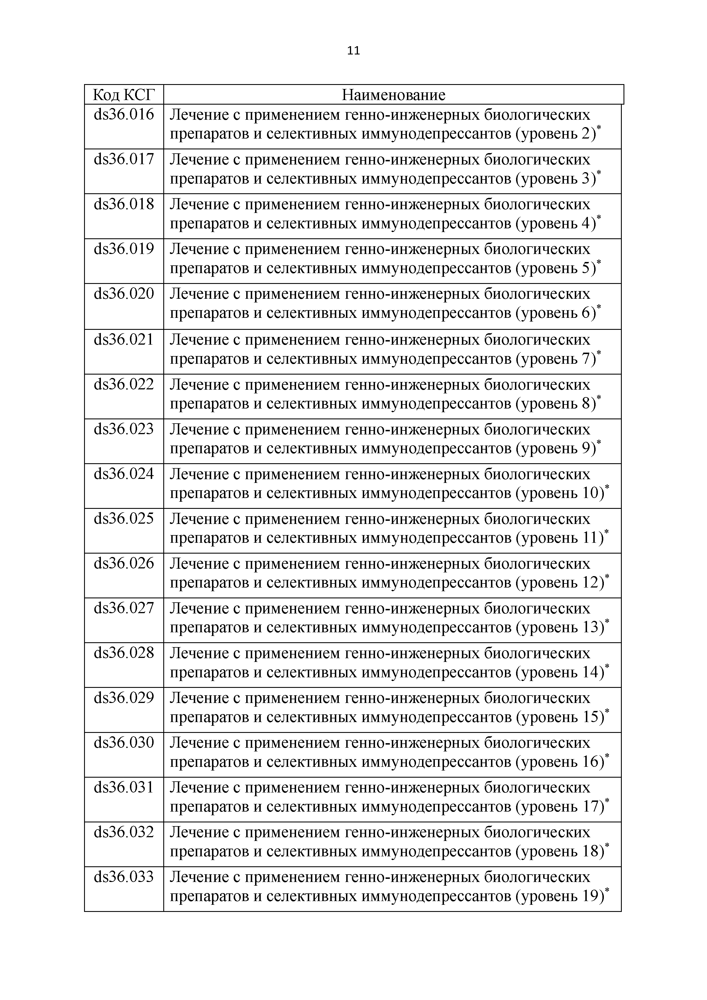 11
Код КСГ Наименование
ds36.016 Лечение с применением генно-инженерных биологических
препаратов и селективных иммунодепрессантов (уровень 2)*
ds36.017 Лечение с применением генно-инженерных биологических
препаратов и селективных иммунодепрессантов (уровень 3)*
ds36.018 Лечение с применением генно-инженерных биологических
препаратов и селективных иммунодепрессантов (уровень 4)*
ds36.019 Лечение с применением генно-инженерных биологических
препаратов и селективных иммунодепрессантов (уровень 5)*
ds36.020 Лечение с применением генно-инженерных биологических
препаратов и селективных иммунодепрессантов (уровень 6)*
ds36.021 Лечение с применением генно-инженерных биологических
препаратов и селективных иммунодепрессантов (уровень 7)*
ds36.022 Лечение с применением генно-инженерных биологических
препаратов и селективных иммунодепрессантов (уровень 8)*
ds36.023 Лечение с применением генно-инженерных биологических
препаратов и селективных иммунодепрессантов (уровень 9)*
ds36.024 Лечение с применением генно-инженерных биологических
препаратов и селективных иммунодепрессантов (уровень 10)*
ds36.025 Лечение с применением генно-инженерных биологических
препаратов и селективных иммунодепрессантов (уровень 11)*
ds36.026 Лечение с применением генно-инженерных биологических
препаратов и селективных иммунодепрессантов (уровень 12)*
ds36.027 Лечение с применением генно-инженерных биологических
препаратов и селективных иммунодепрессантов (уровень 13)*
ds36.028 Лечение с применением генно-инженерных биологических
препаратов и селективных иммунодепрессантов (уровень 14)*
ds36.029 Лечение с применением генно-инженерных биологических
препаратов и селективных иммунодепрессантов (уровень 15)*
ds36.030 Лечение с применением генно-инженерных биологических
препаратов и селективных иммунодепрессантов (уровень 16)*
ds36.031 Лечение с применением генно-инженерных биологических
препаратов и селективных иммунодепрессантов (уровень 17)*
ds36.032 Лечение с применением генно-инженерных биологических
препаратов и селективных иммунодепрессантов (уровень 18)*
ds36.033 Лечение с применением генно-инженерных биологических
препаратов и селективных иммунодепрессантов (уровень 19)*